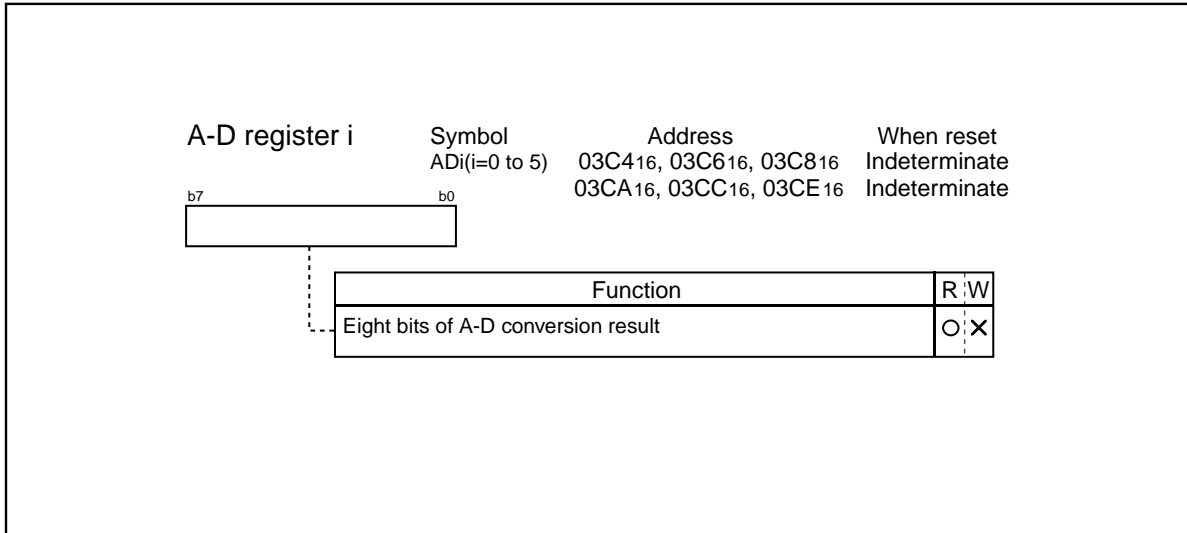 A-D register i Symbol Address When reset
ADi(i=0 to 5) 03C416, 03C616, 03C816 Indeterminate
03CA16, 03CC16, 03CE16 Indeterminate
b7 b0
Function R W
Eight bits of A-D conversion result O X